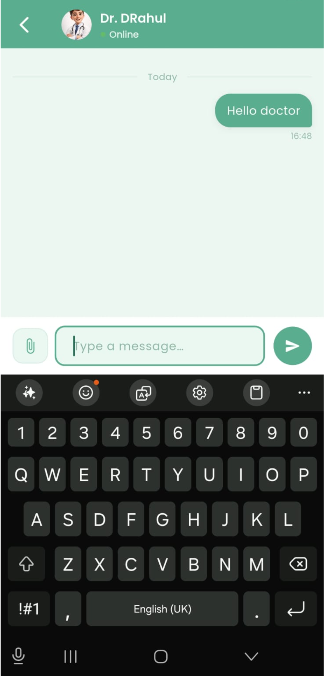 Dr. DRahul
Online
Today
Hello doctor
16:48
Type a message...
1 2 3 4 5 6 7 8 9 0
Q W E R T Y U I O P
A S D F G H J K L
Z X C V B N M
!#1 , English (UK) .